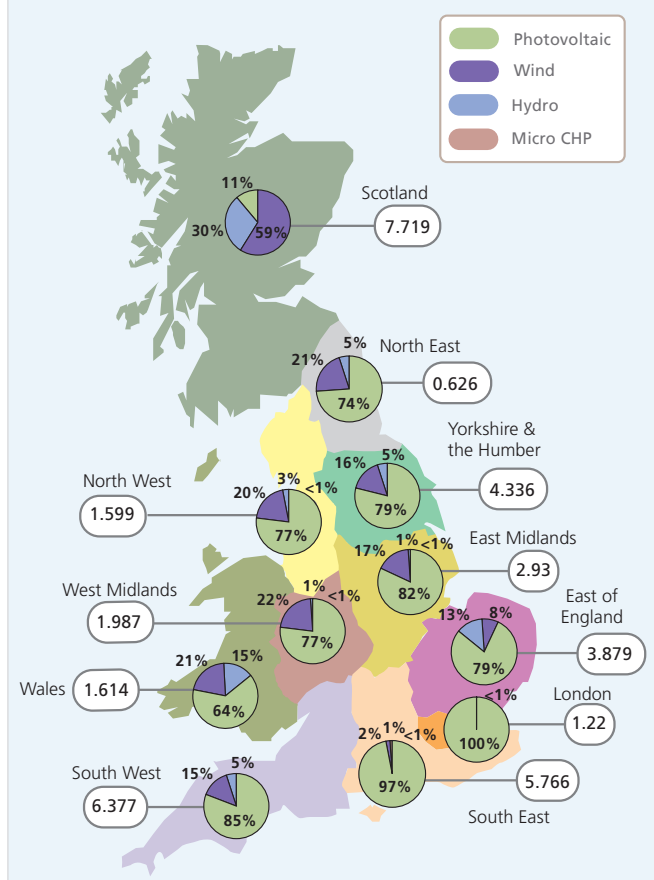 Photovoltaic
Wind
Hydro
Micro CHP
Scotland
7.719
11%
30%
59%
North East
0.626
5%
21%
74%
Yorkshire &
the Humber
4.336
16%
5%
79%
North West
1.599
20%
3%
<1%
77%
East Midlands
2.93
17%
1%
<1%
82%
West Midlands
1.987
22%
1%
<1%
77%
East of
England
3.879
13%
8%
79%
Wales
1.614
21%
15%
64%
London
1.22
<1%
100%
South East
5.766
2%
1%
<1%
97%
South West
6.377
15%
5%
85%